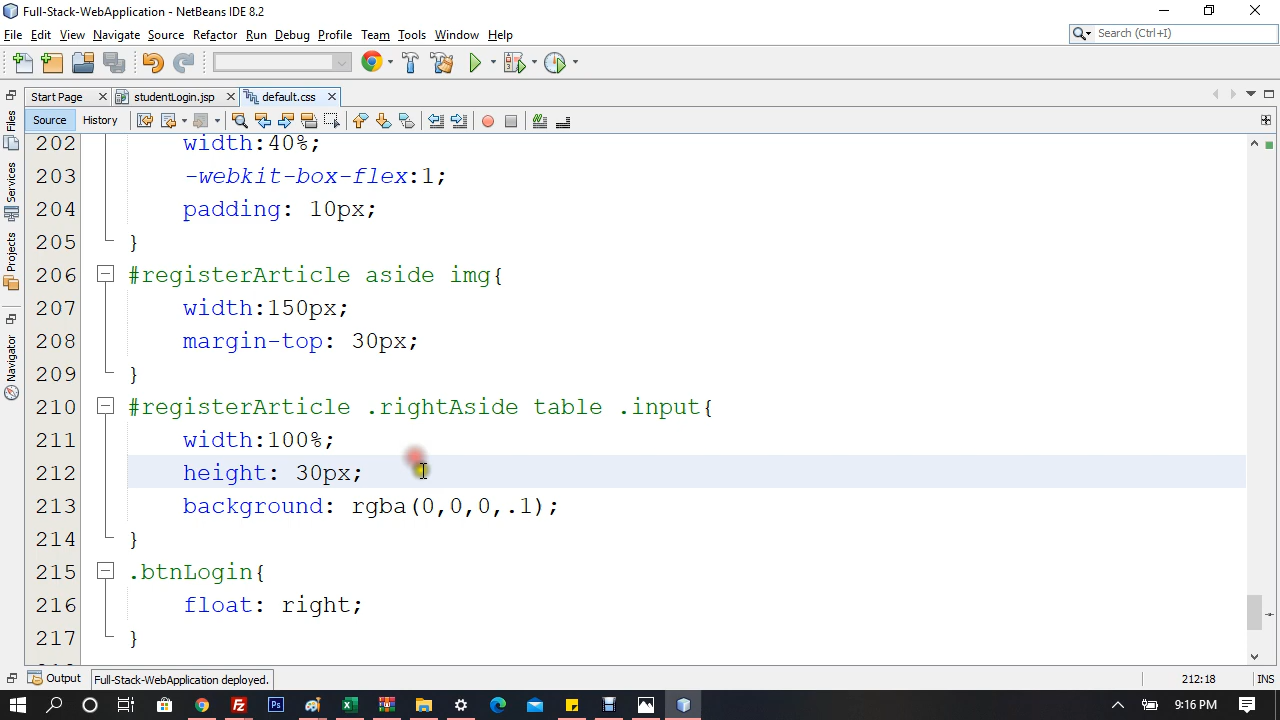 Full-Stack-WebApplication - NetBeans IDE 8.2
File Edit View Navigate Source Refactor Run Debug Profile Team Tools Window Help
Search (Ctrl+I)
Start Page studentLogin.jsp default.css
Source History
Files
Services
Projects
Navigator
202 width:40%;
203 -webkit-box-flex:1;
204 padding: 10px;
205 }
206 #registerArticle aside img{
207 width:150px;
208 margin-top: 30px;
209 }
210 #registerArticle .rightAside table .input{
211 width:100%;
212 height: 30px;
213 background: rgba(0,0,0,.1);
214 }
215 .btnLogin{
216 float: right;
217 }
Output Full-Stack-WebApplication deployed. 212:18 INS
9:16 PM